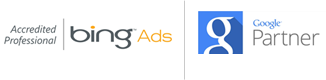 Accredited
Professional
bing Ads
g
Google
Partner